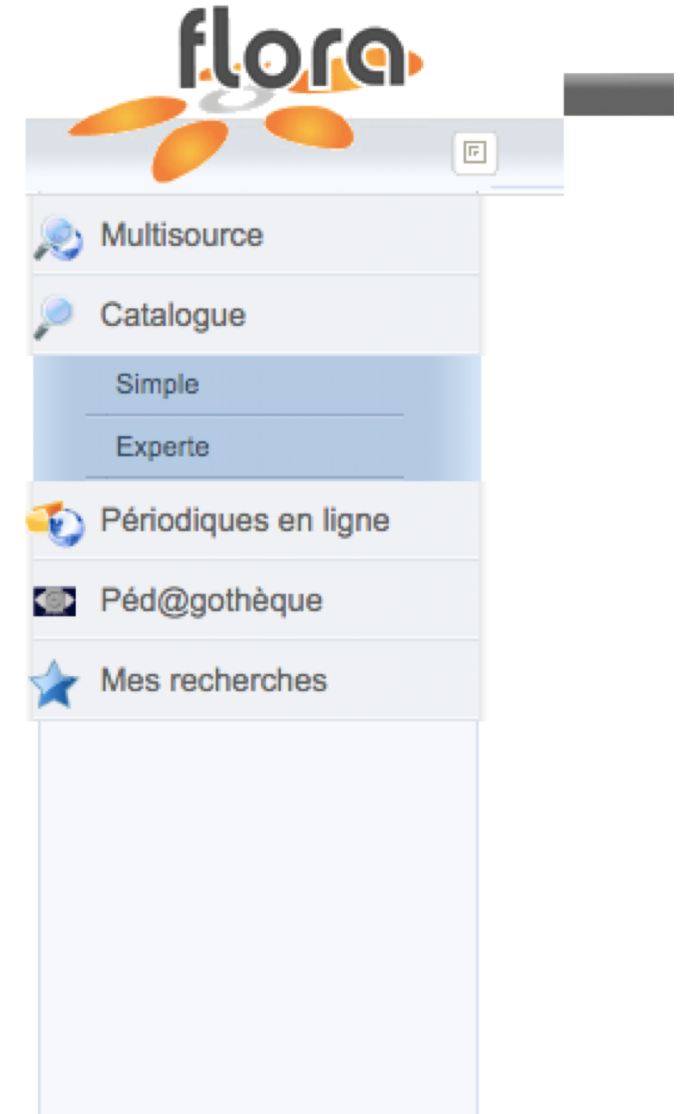 flora
Multisource
Catalogue
Simple
Experte
Périodiques en ligne
Péd@gothèque
Mes recherches